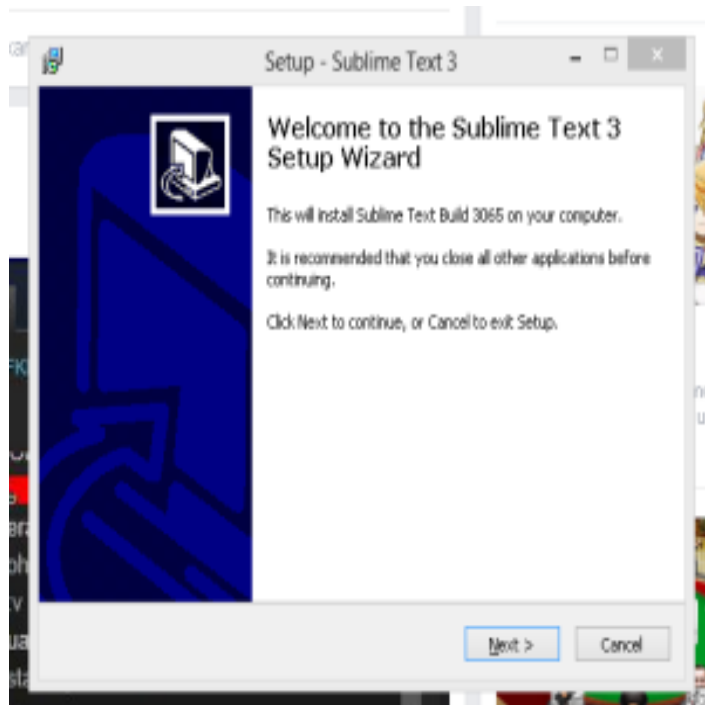 Setup - Sublime Text 3
Welcome to the Sublime Text 3
Setup Wizard
This will install Sublime Text Build 3065 on your computer.
It is recommended that you close all other applications before
continuing.
Click Next to continue, or Cancel to exit Setup.
Next >
Cancel